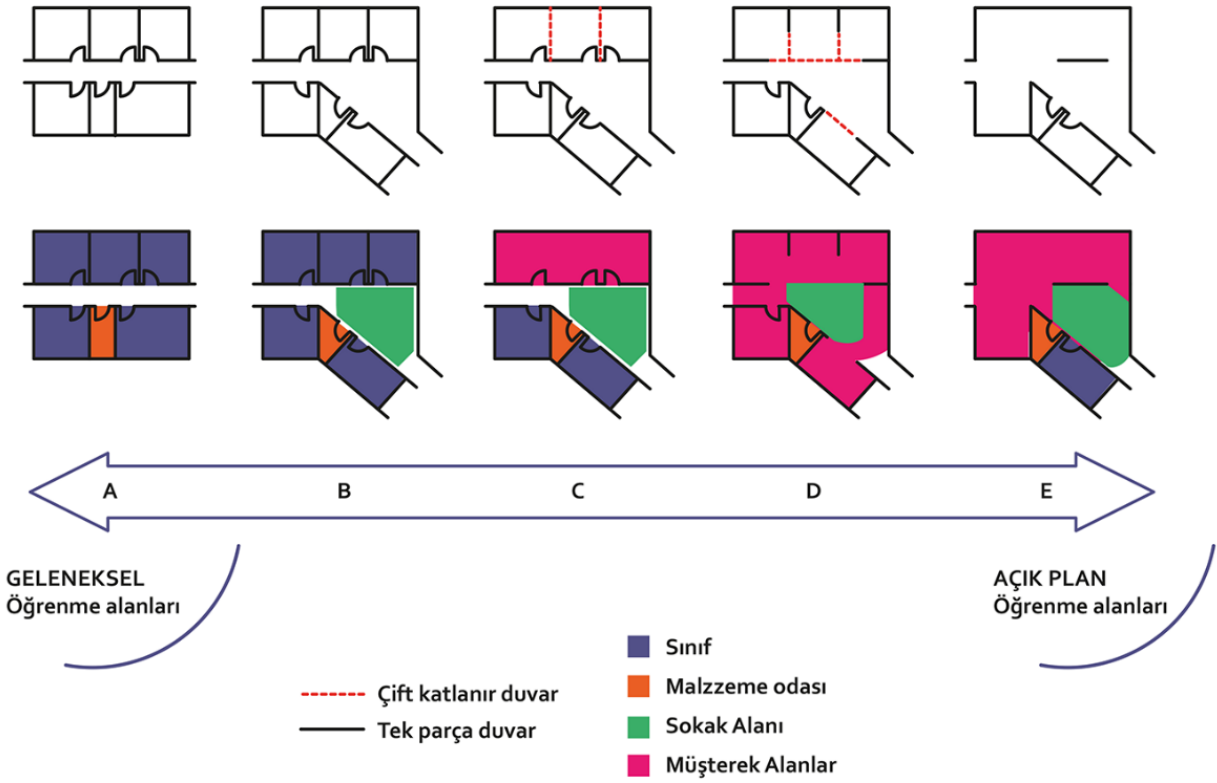 A
B
C
D
E
GELENEKSEL
Öğrenme alanları
AÇIK PLAN
Öğrenme alanları
Çift katlanır duvar
Tek parça duvar
Sınıf
Malzzeme odası
Sokak Alanı
Müşterek Alanlar